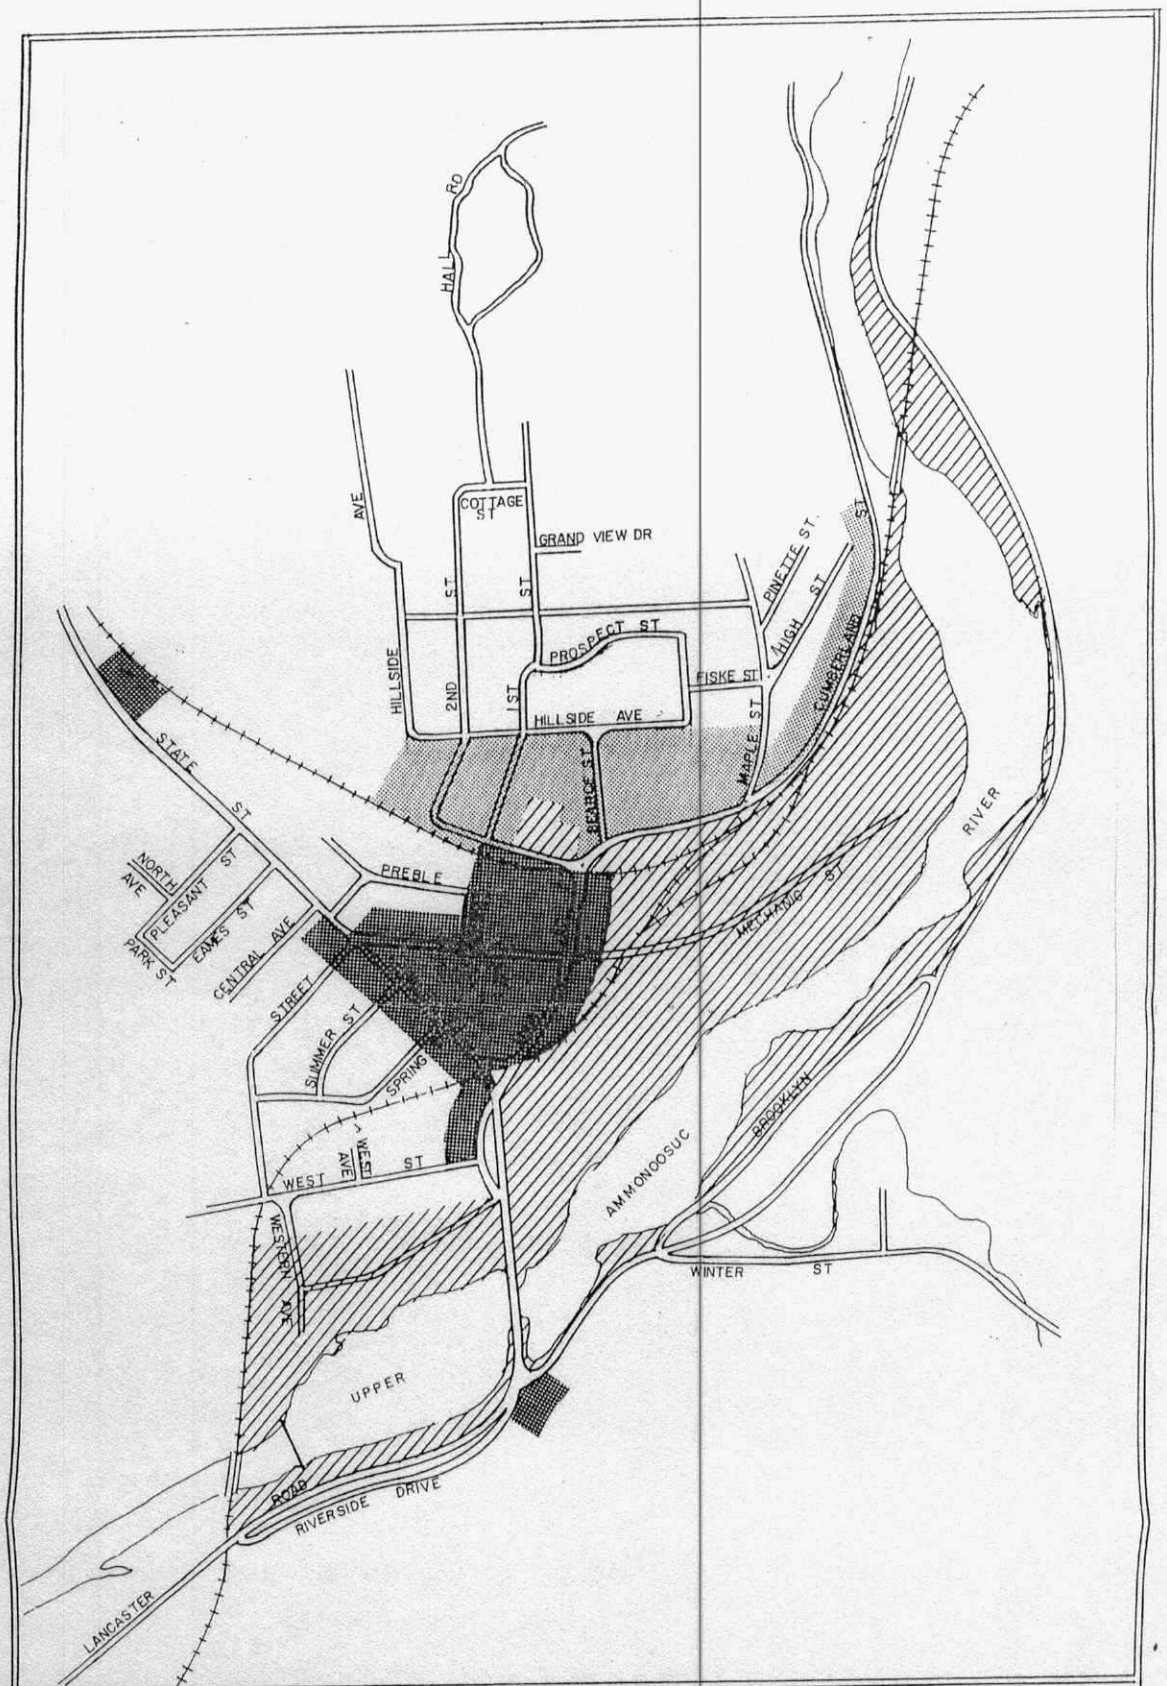 HALL RD
AVE
COTTAGE
ST
GRAND VIEW DR
ST
ST
ST
PINETTE ST.
HIGH ST
PROSPECT ST
FISKE ST
HILLSIDE
2ND
1ST
HILLSIDE AVE
MAPLE ST
CUMBERLAND
BEARCE ST
STATE
ST
RIVER
PREBLE
NORTH
AVE
PLEASANT ST
PARK ST
EAMES ST
CENTRAL AVE
MECHANIC ST
STREET
SUMMER ST
SPRING
BROOKLYN
WEST
AVE
WEST ST
AMMONOOSUC
WESTERN
AVE
WINTER ST
UPPER
ROAD
RIVERSIDE DRIVE
LANCASTER